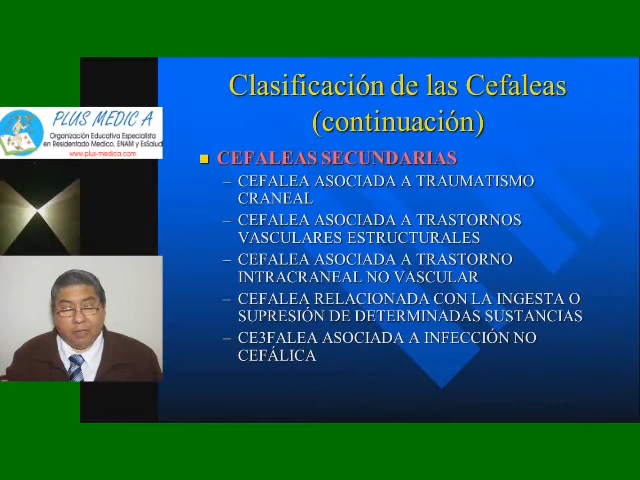 Clasificación de las Cefaleas
(continuación)
PLUS MEDIC A
Organización Educativa Especialista
en Residentado Medico, ENAM y EsSalud
www.plus-medica.com
CEFALEAS SECUNDARIAS
– CEFALEA ASOCIADA A TRAUMATISMO
CRANEAL
– CEFALEA ASOCIADA A TRASTORNOS
VASCULARES ESTRUCTURALES
– CEFALEA ASOCIADA A TRASTORNO
INTRACRANEAL NO VASCULAR
– CEFALEA RELACIONADA CON LA INGESTA O
SUPRESIÓN DE DETERMINADAS SUSTANCIAS
– CE3FALEA ASOCIADA A INFECCIÓN NO
CEFÁLICA